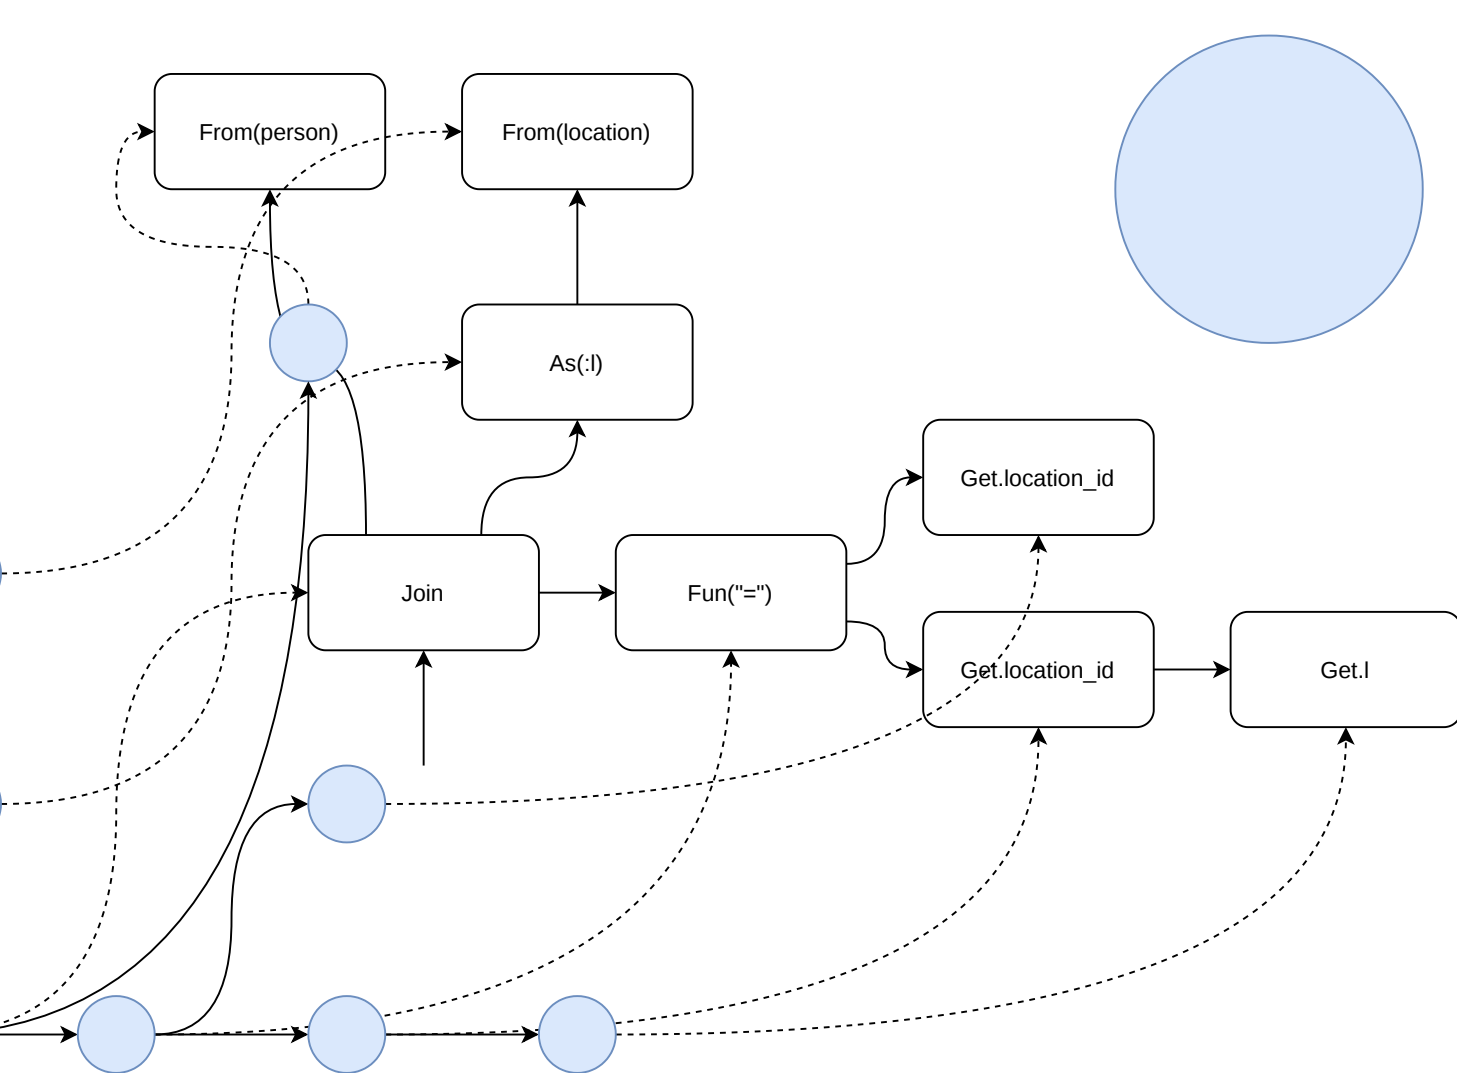 From(person)
From(location)
As(:l)
Get.location_id
Join
Fun("=")
Get.location_id
Get.l